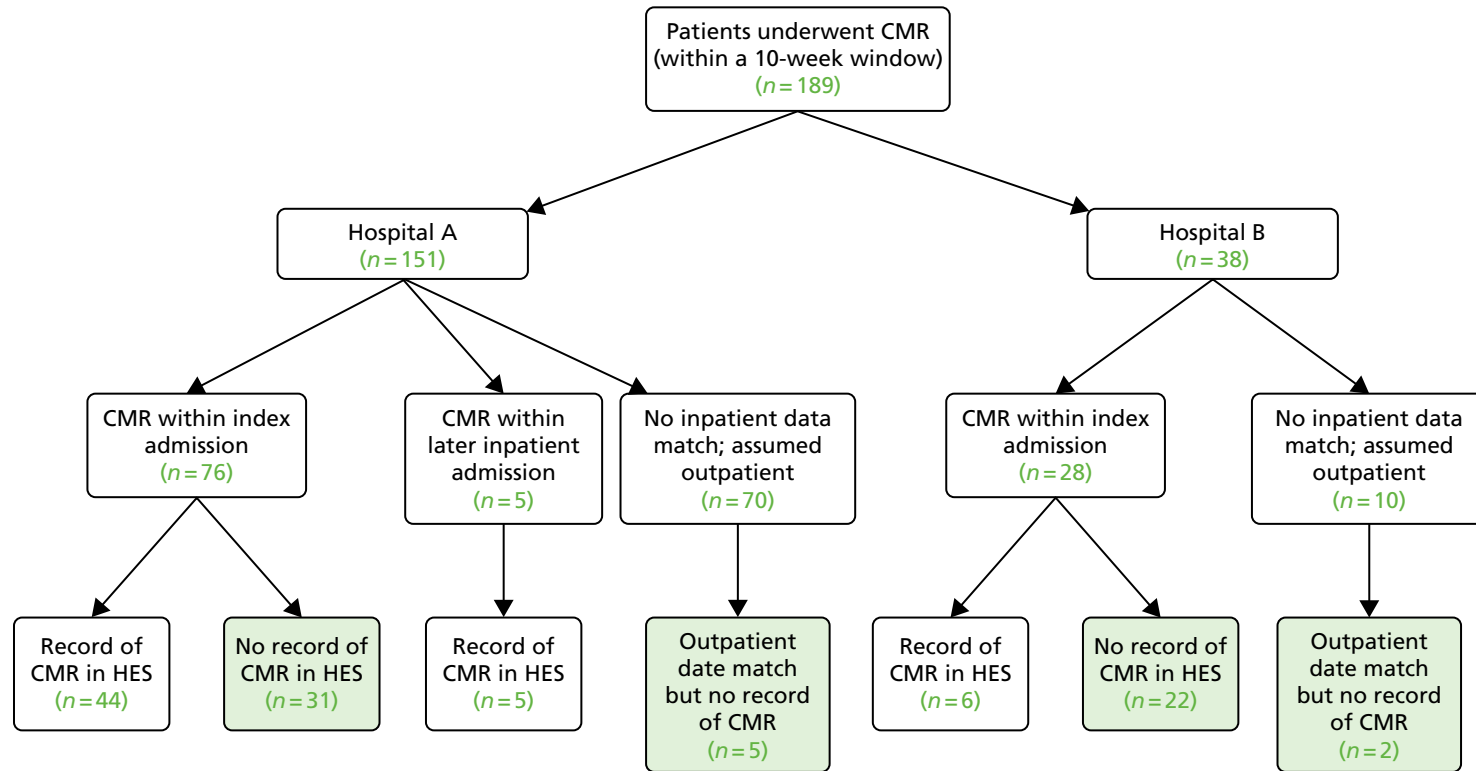 Patients underwent CMR
(within a 10-week window)
(n=189)
Hospital A
(n=151)
Hospital B
(n=38)
CMR within index
admission
(n=76)
CMR within
later inpatient
admission
(n=5)
No inpatient data
match; assumed
outpatient
(n=70)
CMR within index
admission
(n=28)
No inpatient data
match; assumed
outpatient
(n=10)
Record of
CMR in HES
(n=44)
No record of
CMR in HES
(n=31)
Record of
CMR in HES
(n=5)
Outpatient
date match
but no record
of CMR
(n=5)
Record of
CMR in HES
(n=6)
No record of
CMR in HES
(n=22)
Outpatient
date match
but no record
of CMR
(n=2)